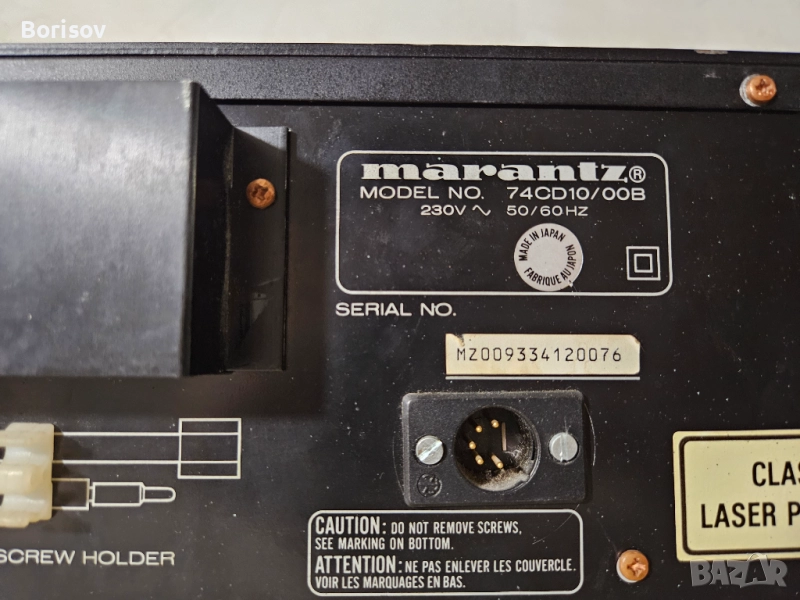 Borisov
marantz®
MODEL NO. 74CD10/00B
230V ~ 50/60HZ
MADE IN JAPAN
FABRIQUE AU JAPON
SERIAL NO.
MZ009334120076
CLAS
LASER P
SCREW HOLDER
CAUTION: DO NOT REMOVE SCREWS,
SEE MARKING ON BOTTOM.
ATTENTION: NE PAS ENLEVER LES COUVERCLE.
VOIR LES MARQUAGES EN BAS.
BAZAR